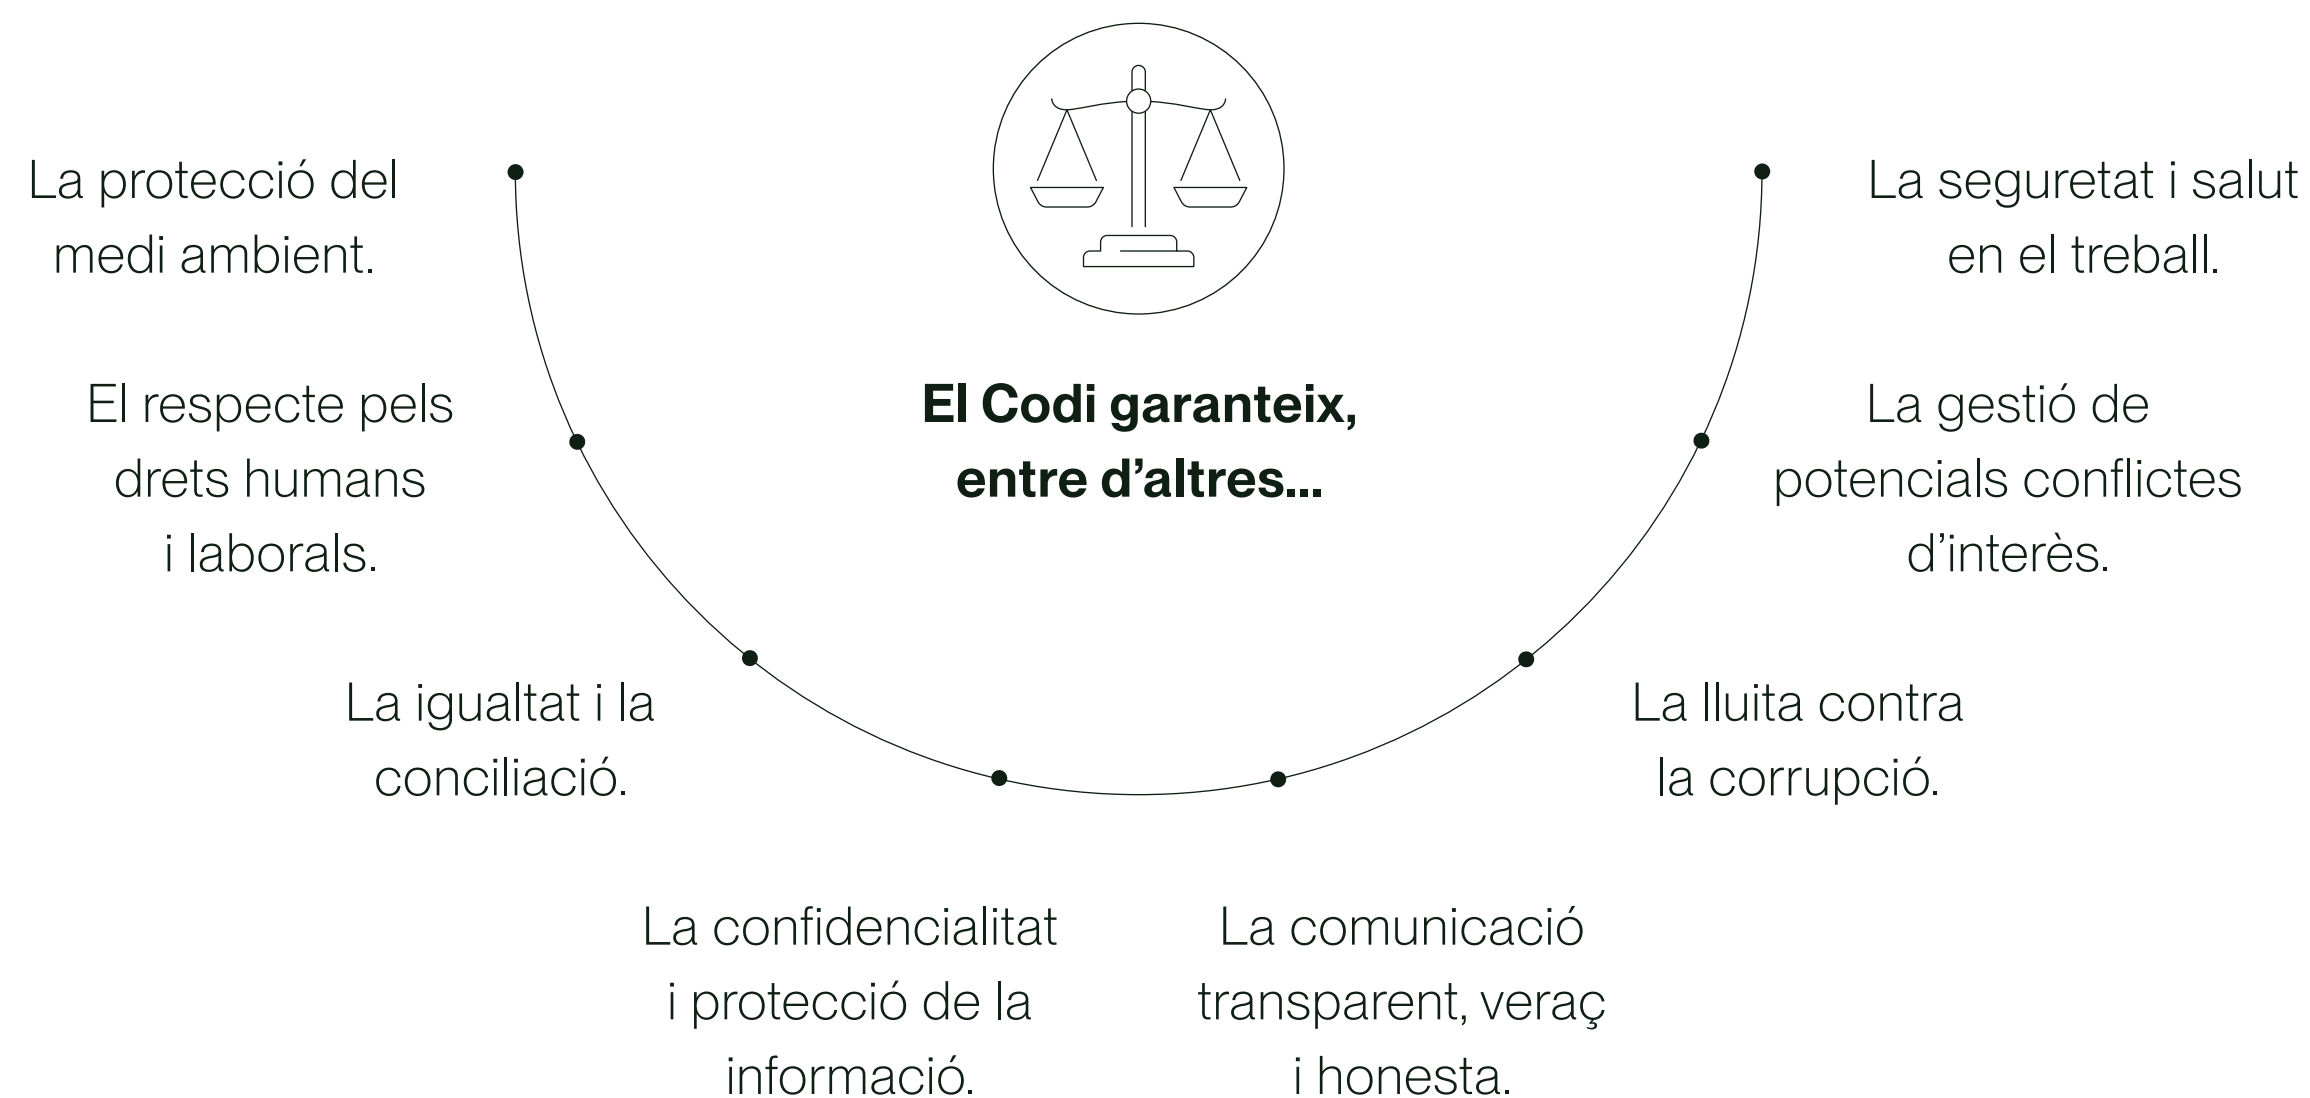 El Codi garanteix,
entre d’altres...
La protecció del
medi ambient.
El respecte pels
drets humans
i laborals.
La igualtat i la
conciliació.
La confidencialitat
i protecció de la
informació.
La comunicació
transparent, veraç
i honesta.
La lluita contra
la corrupció.
La gestió de
potencials conflictes
d’interès.
La seguretat i salut
en el treball.